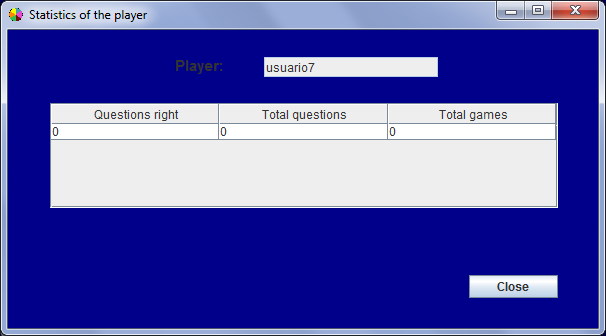 Statistics of the player
Player: usuario7
Questions right Total questions Total games
0 0 0
Close